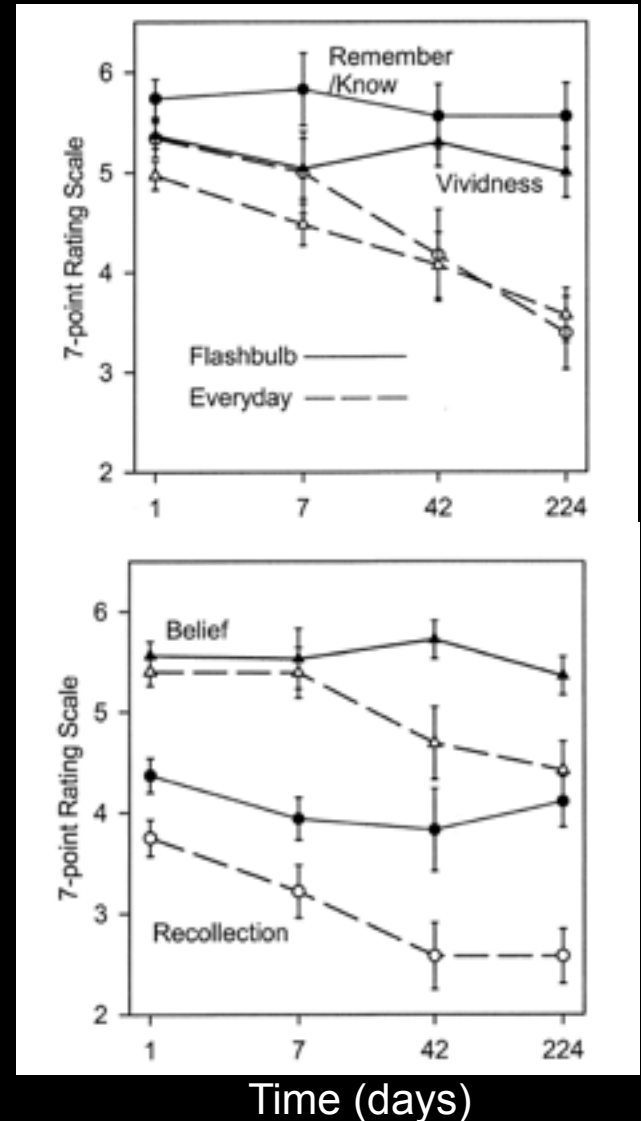 Remember
/Know
Vividness
7-point Rating Scale
6
5
4
3
2
Flashbulb
Everyday
1 7 42 224
Belief
Recollection
7-point Rating Scale
6
5
4
3
2
1 7 42 224
Time (days)